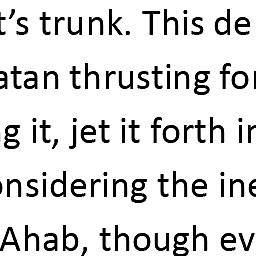 t’s trunk. This de
atan thrusting for
g it, jet it forth in
onsidering the ine
Ahab, though ev